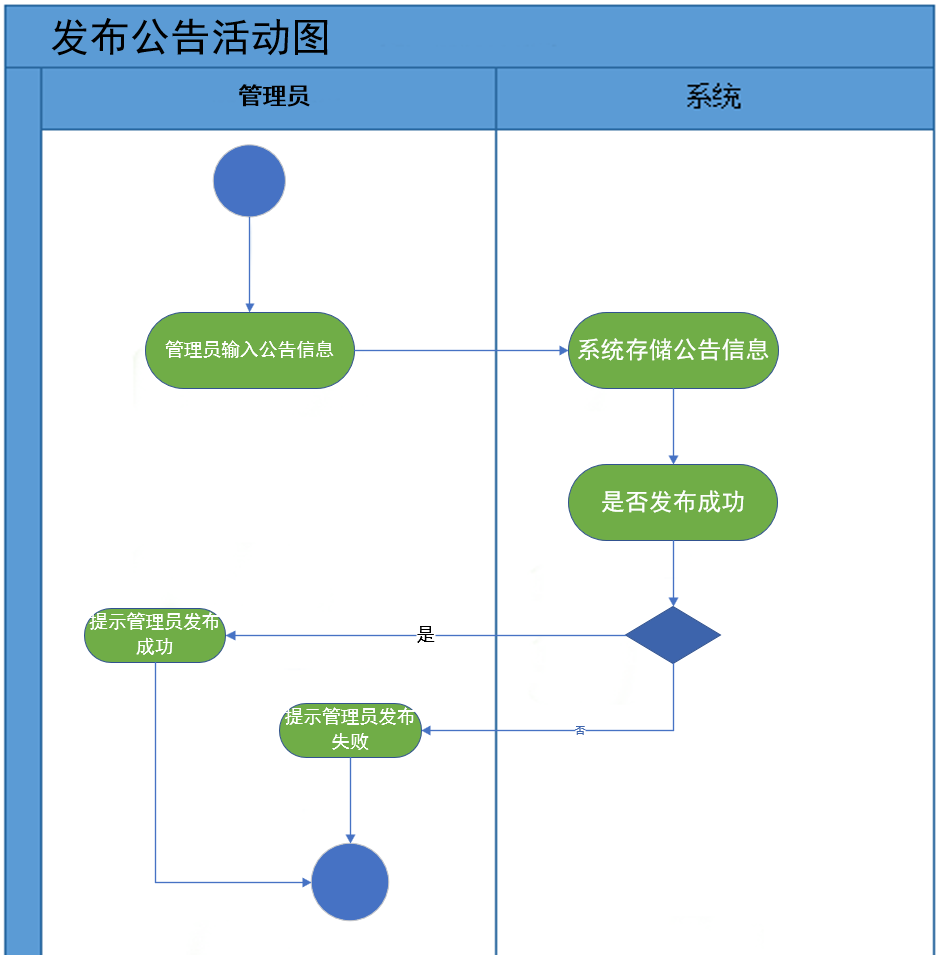 发布公告活动图
管理员
系统
管理员输入公告信息
系统存储公告信息
是否发布成功
提示管理员发布
成功
是
提示管理员发布
失败
否